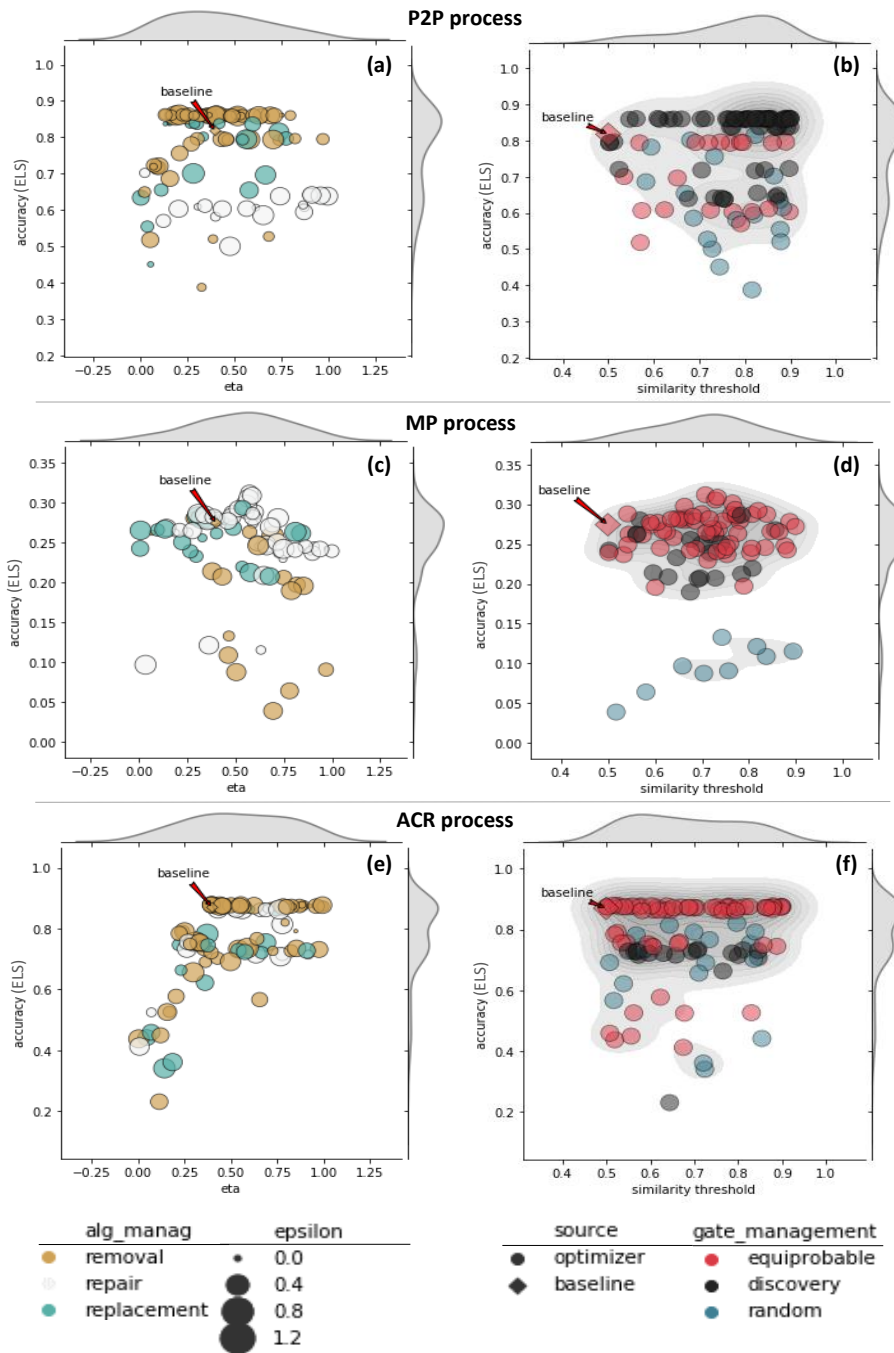 P2P process
(a)
baseline
accuracy (ELS)
1.0
0.9
0.8
0.7
0.6
0.5
0.4
0.3
0.2
−0.25 0.00 0.25 0.50 0.75 1.00 1.25
eta
(b)
baseline
accuracy (ELS)
1.0
0.9
0.8
0.7
0.6
0.5
0.4
0.3
0.2
0.4 0.5 0.6 0.7 0.8 0.9 1.0
similarity threshold
MP process
(c)
baseline
accuracy (ELS)
0.35
0.30
0.25
0.20
0.15
0.10
0.05
0.00
−0.25 0.00 0.25 0.50 0.75 1.00 1.25
eta
(d)
baseline
accuracy (ELS)
0.35
0.30
0.25
0.20
0.15
0.10
0.05
0.00
0.4 0.5 0.6 0.7 0.8 0.9 1.0
similarity threshold
ACR process
(e)
baseline
accuracy (ELS)
1.0
0.8
0.6
0.4
0.2
−0.25 0.00 0.25 0.50 0.75 1.00 1.25
eta
(f)
baseline
accuracy (ELS)
1.0
0.8
0.6
0.4
0.2
0.4 0.5 0.6 0.7 0.8 0.9 1.0
similarity threshold
alg_manag
removal
repair
replacement
epsilon
0.0
0.4
0.8
1.2
source
optimizer
baseline
gate_management
equiprobable
discovery
random